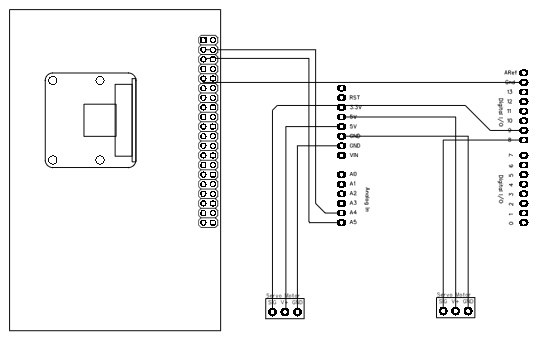 ARef
Gnd
13
12
11
10
9
8
Digital I/O
7
6
5
4
3
2
1
0
Digital I/O
RST
3.3V
5V
5V
GND
GND
VIN
A0
A1
A2
A3
A4
A5
Analog In
Servo Motor
SIG V+ GND
Servo Motor
SIG V+ GND